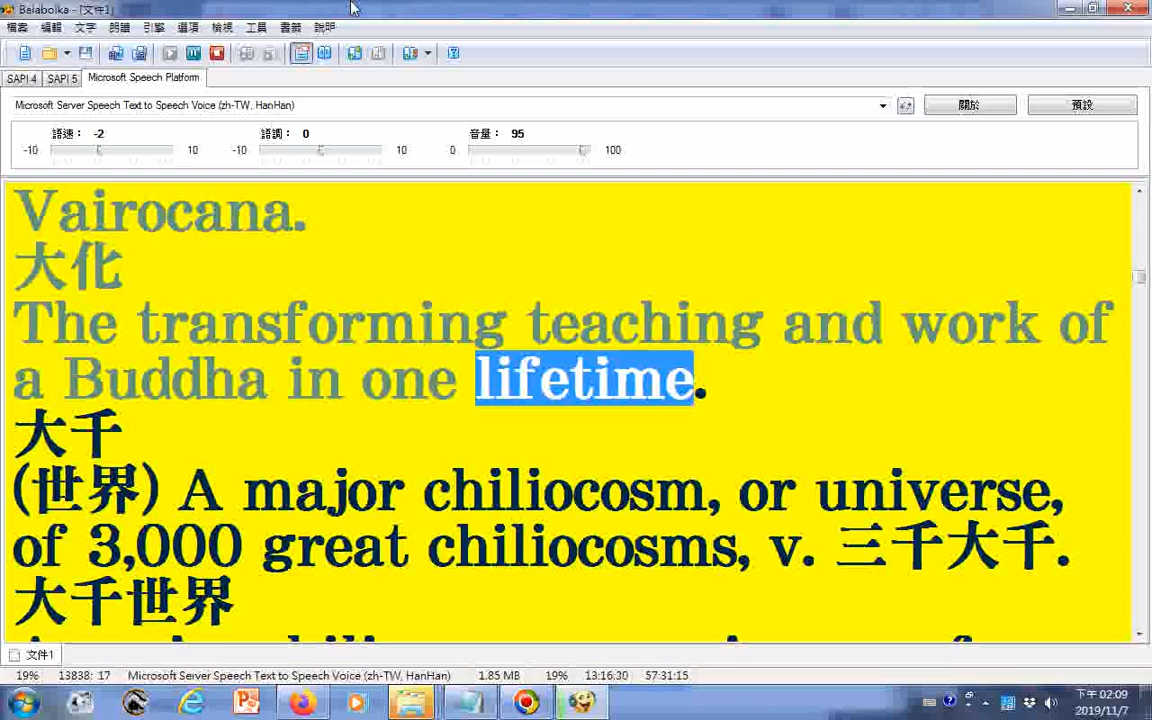 Balabolka - [文件1]
檔案 編輯 文字 朗讀 引擎 選項 檢視 工具 書籤 說明
SAPI 4 SAPI 5 Microsoft Speech Platform
Microsoft Server Speech Text to Speech Voice (zh-TW, HanHan) 關於 預設
語速： -2 語調： 0 音量： 95
-10 10 -10 10 0 100
Vairocana.
大化
The transforming teaching and work of
a Buddha in one lifetime.
大千
(世界) A major chiliocosm, or universe,
of 3,000 great chiliocosms, v. 三千大千.
大千世界
文件1
19% 13838: 17 Microsoft Server Speech Text to Speech Voice (zh-TW, HanHan) 1.85 MB 19% 13:16:30 57:31:15
下午 02:09
2019/11/7